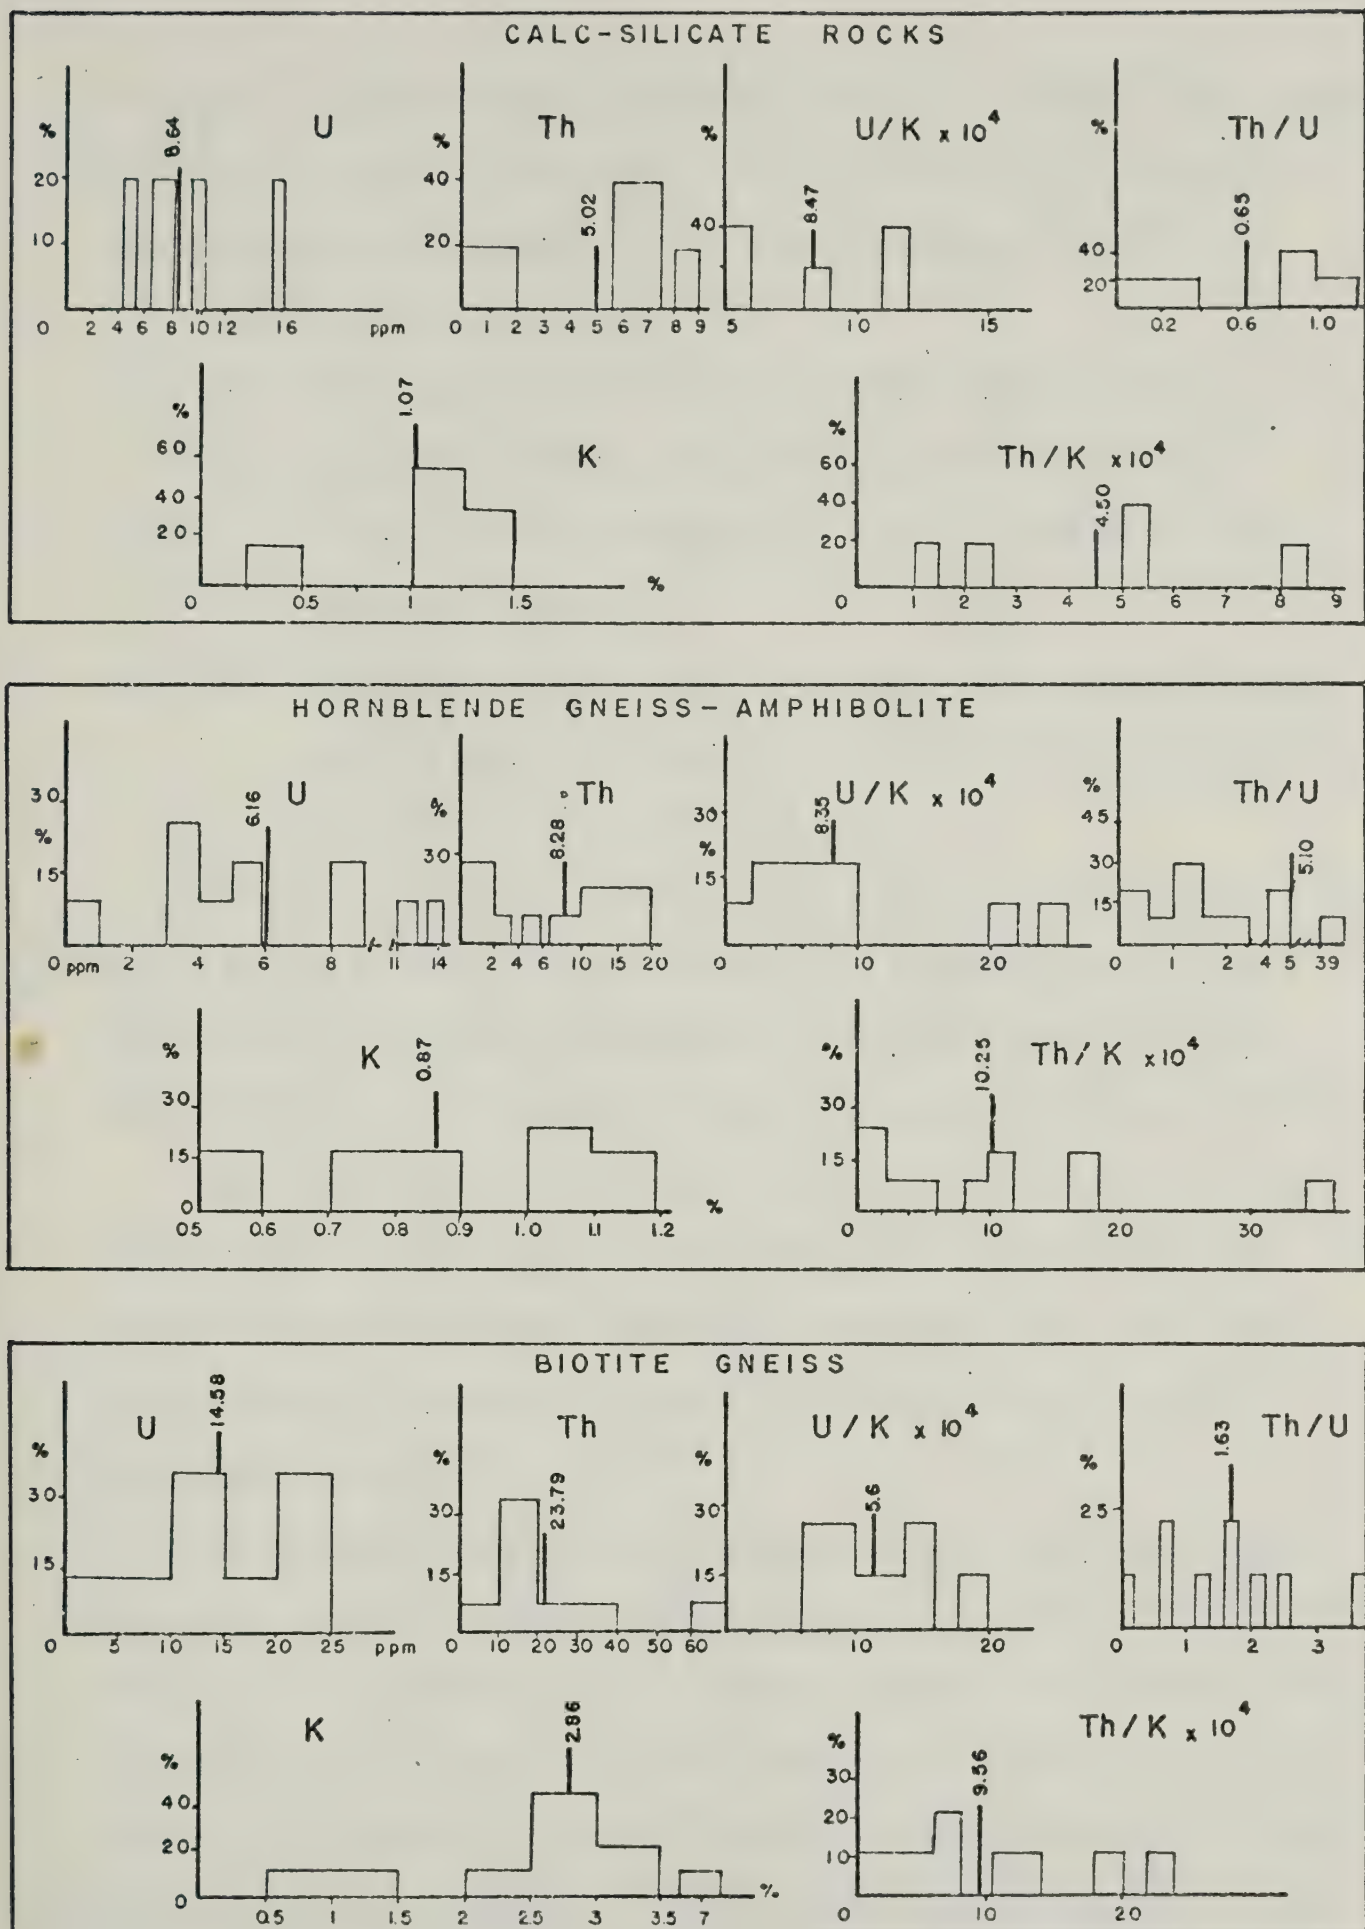 CALC-SILICATE ROCKS
% 8.64 U
20
10
0 2 4 6 8 10 12 16 ppm
% Th
40
20
5.02
0 1 2 3 4 5 6 7 8 9
% U/K x 10⁴
40
8.47
5 10 15
% Th/U
40
20
0.65
0.2 0.6 1.0
% 1.07 K
60
40
20
0 0.5 1 1.5 %
% Th/K x10⁴
60
40
20
4.50
0 1 2 3 4 5 6 7 8 9
HORNBLENDE GNEISS-AMPHIBOLITE
30 6.16 U
%
15
0 ppm 2 4 6 8 11 14
% Th
30
8.28
2 4 6 10 15 20
U/K x 10⁴
30 8.35
%
15
10 20
% Th/U
45
30
15
5.10
0 1 2 4 5 39
% K 0.87
30
15
0
05 0.6 0.7 0.8 0.9 1.0 1.1 1.2 %
% 10.25 Th/K x10⁴
30
15
0 10 20 30
BIOTITE GNEISS
U 14.58
%
30
15
0 5 10 15 20 25 ppm
Th
%
30
15
23.79
0 10 20 30 40 50 60
U/K x 10⁴
%
30
15
5.6
10 20
Th/U
% 1.63
25
0 1 2 3
K 2.86
%
40
20
0
0.5 1 1.5 2 2.5 3 3.5 7 %
Th/K x 10⁴
% 9.56
30
20
10
0 10 20